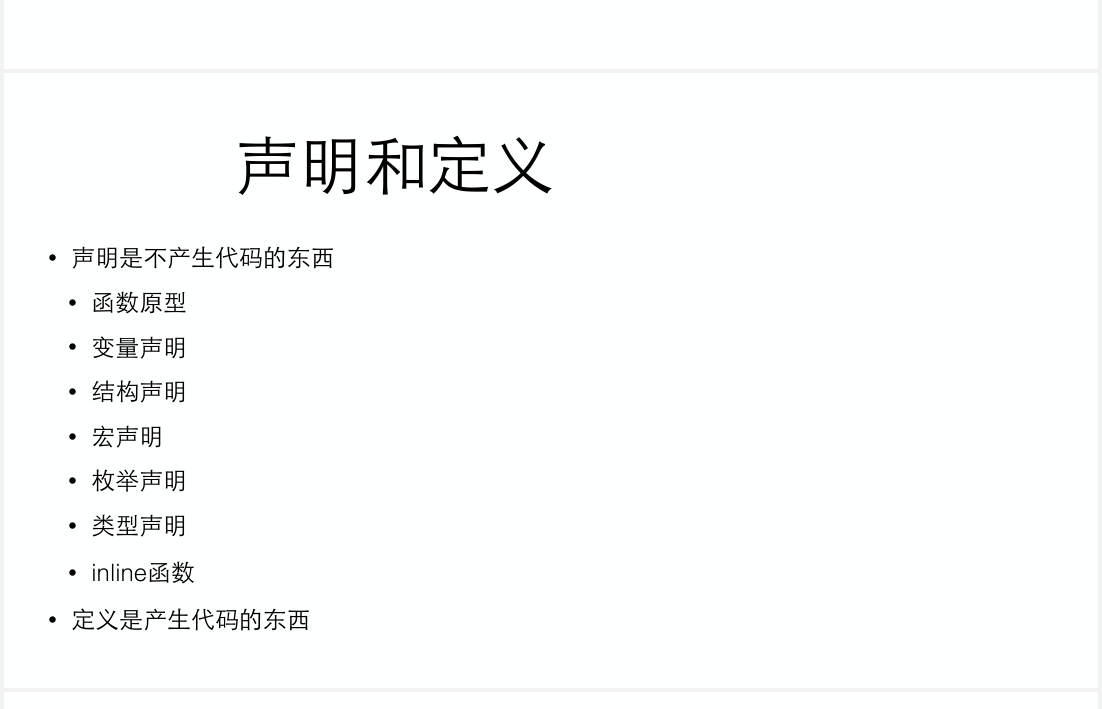 声明和定义
• 声明是不产生代码的东西
• 函数原型
• 变量声明
• 结构声明
• 宏声明
• 枚举声明
• 类型声明
• inline函数
• 定义是产生代码的东西